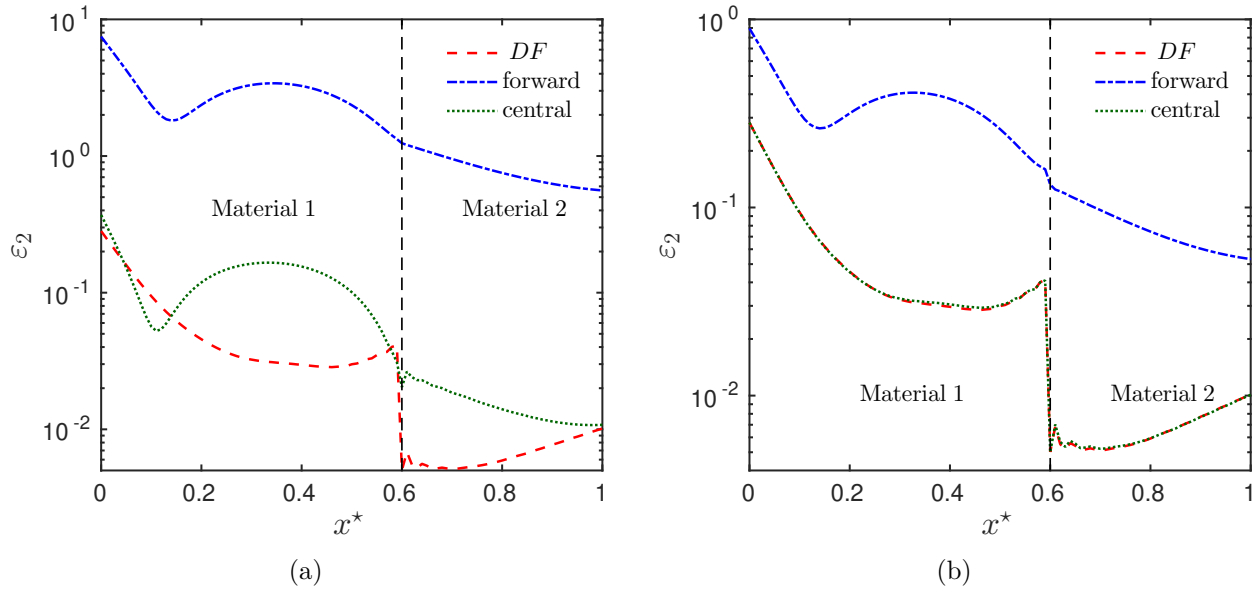 10^1
10^0
10^-1
10^-2
ε_2
DF
forward
central
Material 1
Material 2
0
0.2
0.4
0.6
0.8
1
x^⋆
(a)
10^0
10^-1
10^-2
ε_2
DF
forward
central
Material 1
Material 2
0
0.2
0.4
0.6
0.8
1
x^⋆
(b)